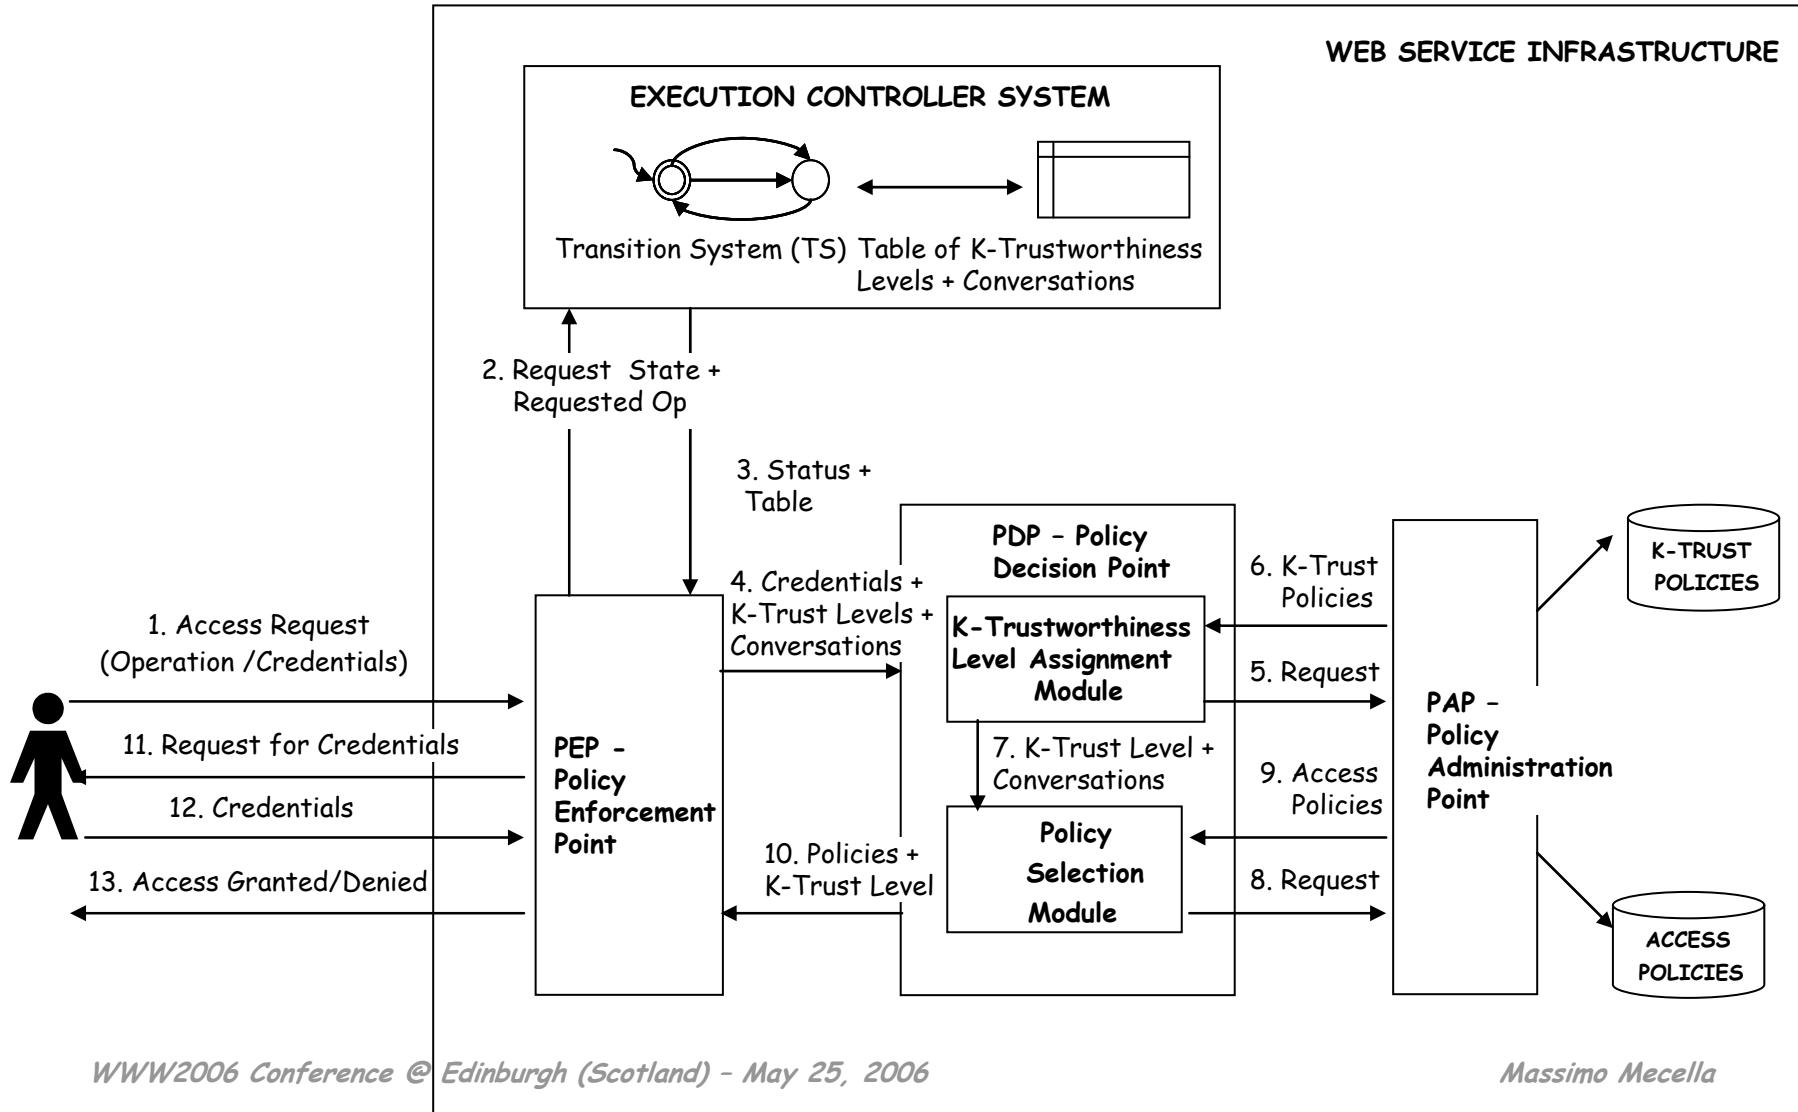 WEB SERVICE INFRASTRUCTURE
EXECUTION CONTROLLER SYSTEM
Transition System (TS)
Table of K-Trustworthiness
Levels + Conversations
2. Request State +
Requested Op
3. Status +
Table
PDP – Policy
Decision Point
K-TRUST
POLICIES
4. Credentials +
K-Trust Levels +
Conversations
6. K-Trust
Policies
1. Access Request
(Operation /Credentials)
K-Trustworthiness
Level Assignment
Module
5. Request
PAP –
Policy
Administration
Point
11. Request for Credentials
PEP -
Policy
Enforcement
Point
7. K-Trust Level +
Conversations
9. Access
Policies
12. Credentials
Policy
Selection
Module
10. Policies +
K-Trust Level
8. Request
13. Access Granted/Denied
ACCESS
POLICIES
WWW2006 Conference @ Edinburgh (Scotland) – May 25, 2006
Massimo Mecella